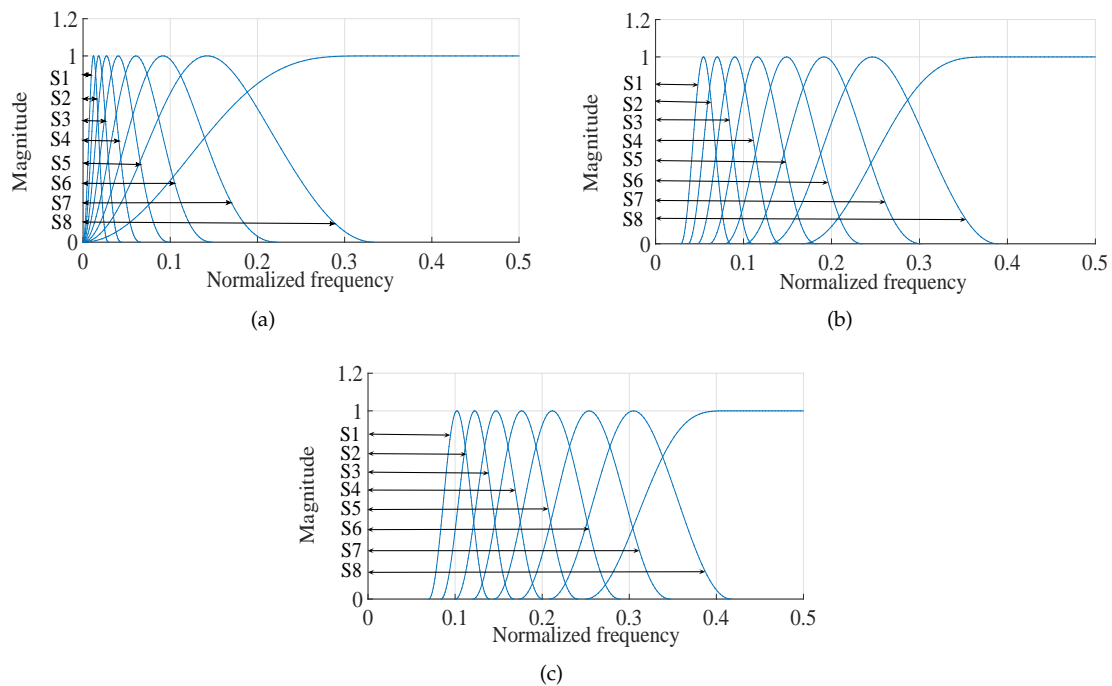 1.2
1
S1
S2
S3
S4
S5
S6
S7
S8
0
Magnitude
0 0.1 0.2 0.3 0.4 0.5
Normalized frequency
(a)
1.2
1
S1
S2
S3
S4
S5
S6
S7
S8
0
Magnitude
0 0.1 0.2 0.3 0.4 0.5
Normalized frequency
(b)
1.2
1
S1
S2
S3
S4
S5
S6
S7
S8
0
Magnitude
0 0.1 0.2 0.3 0.4 0.5
Normalized frequency
(c)